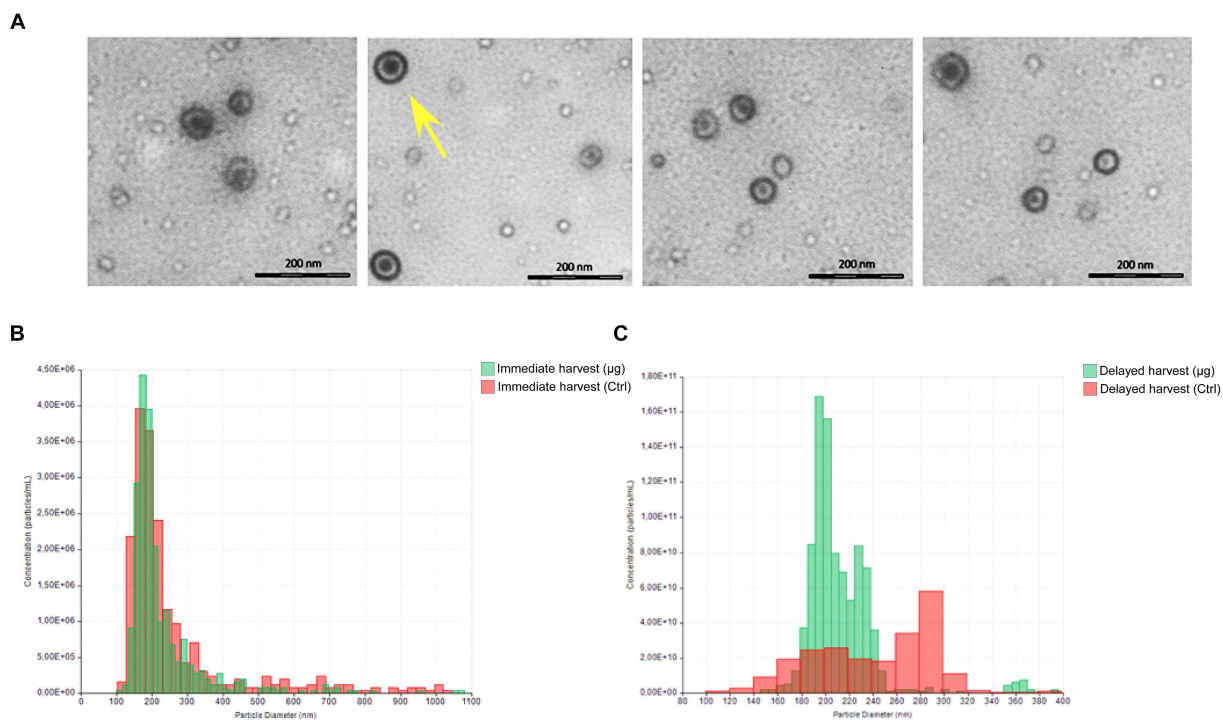 A
200 nm
200 nm
200 nm
200 nm
B
Immediate harvest (µg)
Immediate harvest (Ctrl)
4,50E+06
4,00E+06
3,50E+06
3,00E+06
2,50E+06
2,00E+06
1,50E+06
1,00E+06
5,00E+05
0,00E+00
Concentration (particles/mL)
0 100 200 300 400 500 600 700 800 900 1000 1100
Particle Diameter (nm)
C
Delayed harvest (µg)
Delayed harvest (Ctrl)
1,80E+11
1,60E+11
1,40E+11
1,20E+11
1,00E+11
8,00E+10
6,00E+10
4,00E+10
2,00E+10
0,00E+00
Concentration (particles/mL)
80 100 120 140 160 180 200 220 240 260 280 300 320 340 360 380 400
Particle Diameter (nm)